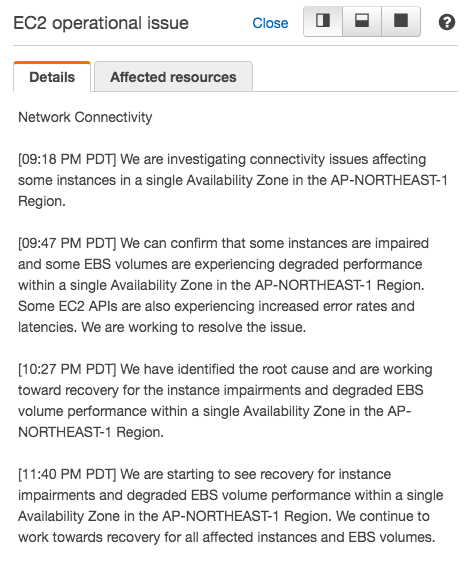 EC2 operational issue
Close
?
Details
Affected resources
Network Connectivity
[09:18 PM PDT] We are investigating connectivity issues affecting
some instances in a single Availability Zone in the AP-NORTHEAST-1
Region.
[09:47 PM PDT] We can confirm that some instances are impaired
and some EBS volumes are experiencing degraded performance
within a single Availability Zone in the AP-NORTHEAST-1 Region.
Some EC2 APIs are also experiencing increased error rates and
latencies. We are working to resolve the issue.
[10:27 PM PDT] We have identified the root cause and are working
toward recovery for the instance impairments and degraded EBS
volume performance within a single Availability Zone in the AP-
NORTHEAST-1 Region.
[11:40 PM PDT] We are starting to see recovery for instance
impairments and degraded EBS volume performance within a single
Availability Zone in the AP-NORTHEAST-1 Region. We continue to
work towards recovery for all affected instances and EBS volumes.